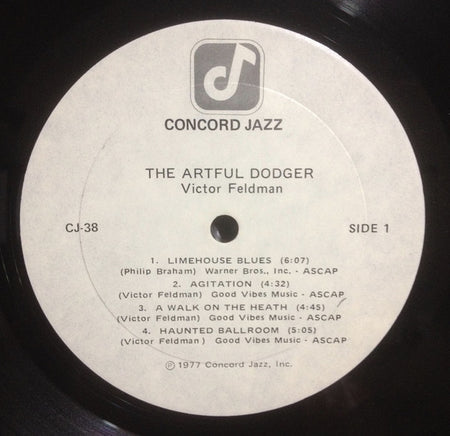 CONCORD JAZZ
THE ARTFUL DODGER
Victor Feldman
CJ-38
SIDE 1
1. LIMEHOUSE BLUES (6:07)
(Philip Braham) Warner Bros., Inc. - ASCAP
2. AGITATION (4:32)
(Victor Feldman) Good Vibes Music - ASCAP
3. A WALK ON THE HEATH (4:45)
(Victor Feldman) Good Vibes Music - ASCAP
4. HAUNTED BALLROOM (5:05)
(Victor Feldman ) Good Vibes Music - ASCAP
℗ 1977 Concord Jazz, Inc.